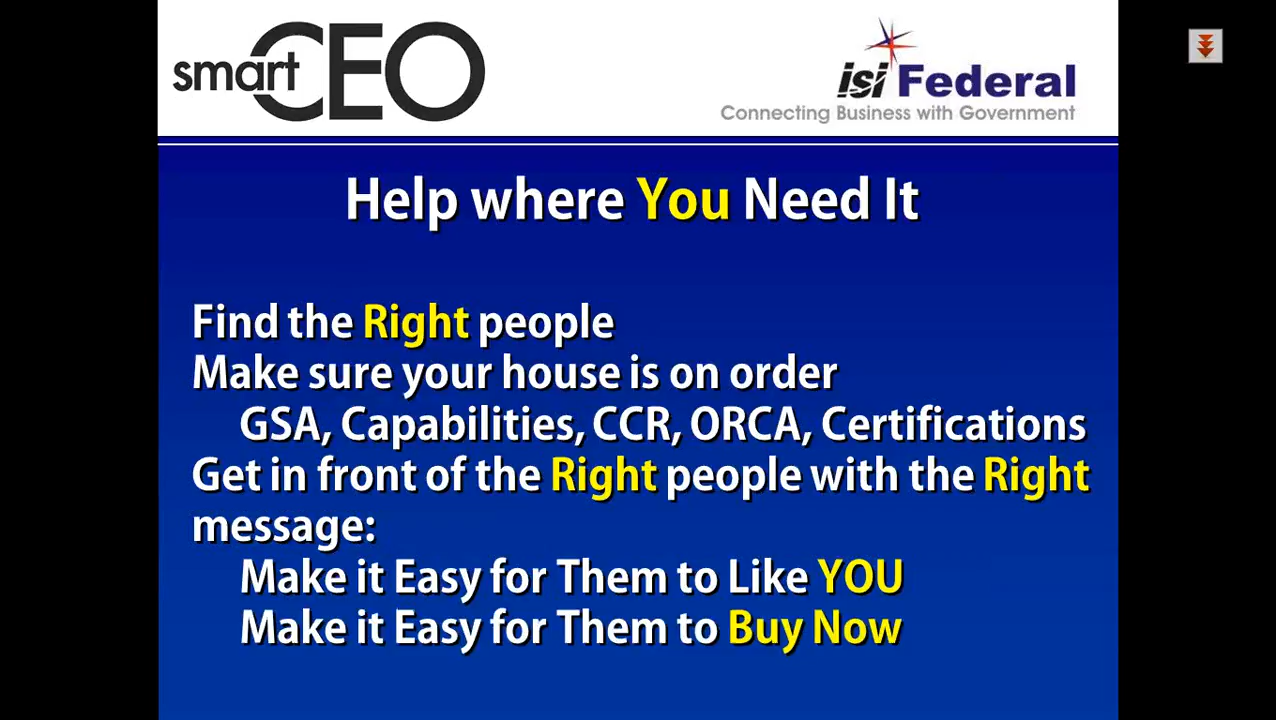 smart CEO
isi Federal
Connecting Business with Government
Help where You Need It
Find the Right people
Make sure your house is on order
GSA, Capabilities, CCR, ORCA, Certifications
Get in front of the Right people with the Right
message:
Make it Easy for Them to Like YOU
Make it Easy for Them to Buy Now